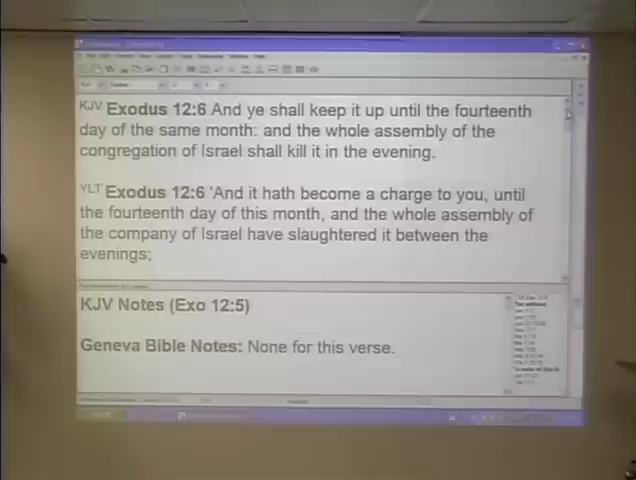 KJV Exodus 12:6 And ye shall keep it up until the fourteenth
day of the same month: and the whole assembly of the
congregation of Israel shall kill it in the evening.
YLT Exodus 12:6 'And it hath become a charge to you, until
the fourteenth day of this month, and the whole assembly of
the company of Israel have slaughtered it between the
evenings;
KJV Notes (Exo 12:5)
Geneva Bible Notes: None for this verse.